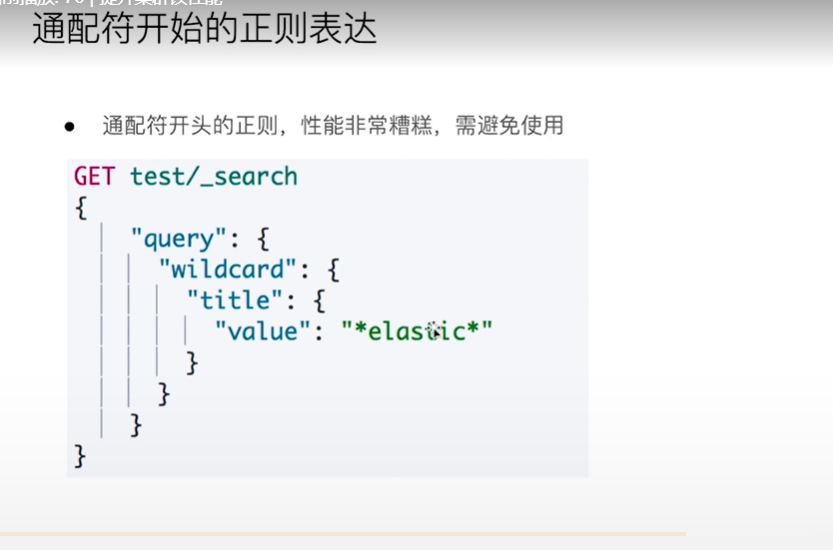 通配符开始的正则表达
● 通配符开头的正则，性能非常糟糕，需避免使用
GET test/_search
{
"query": {
"wildcard": {
"title": {
"value": "*elastic*"
}
}
}
}